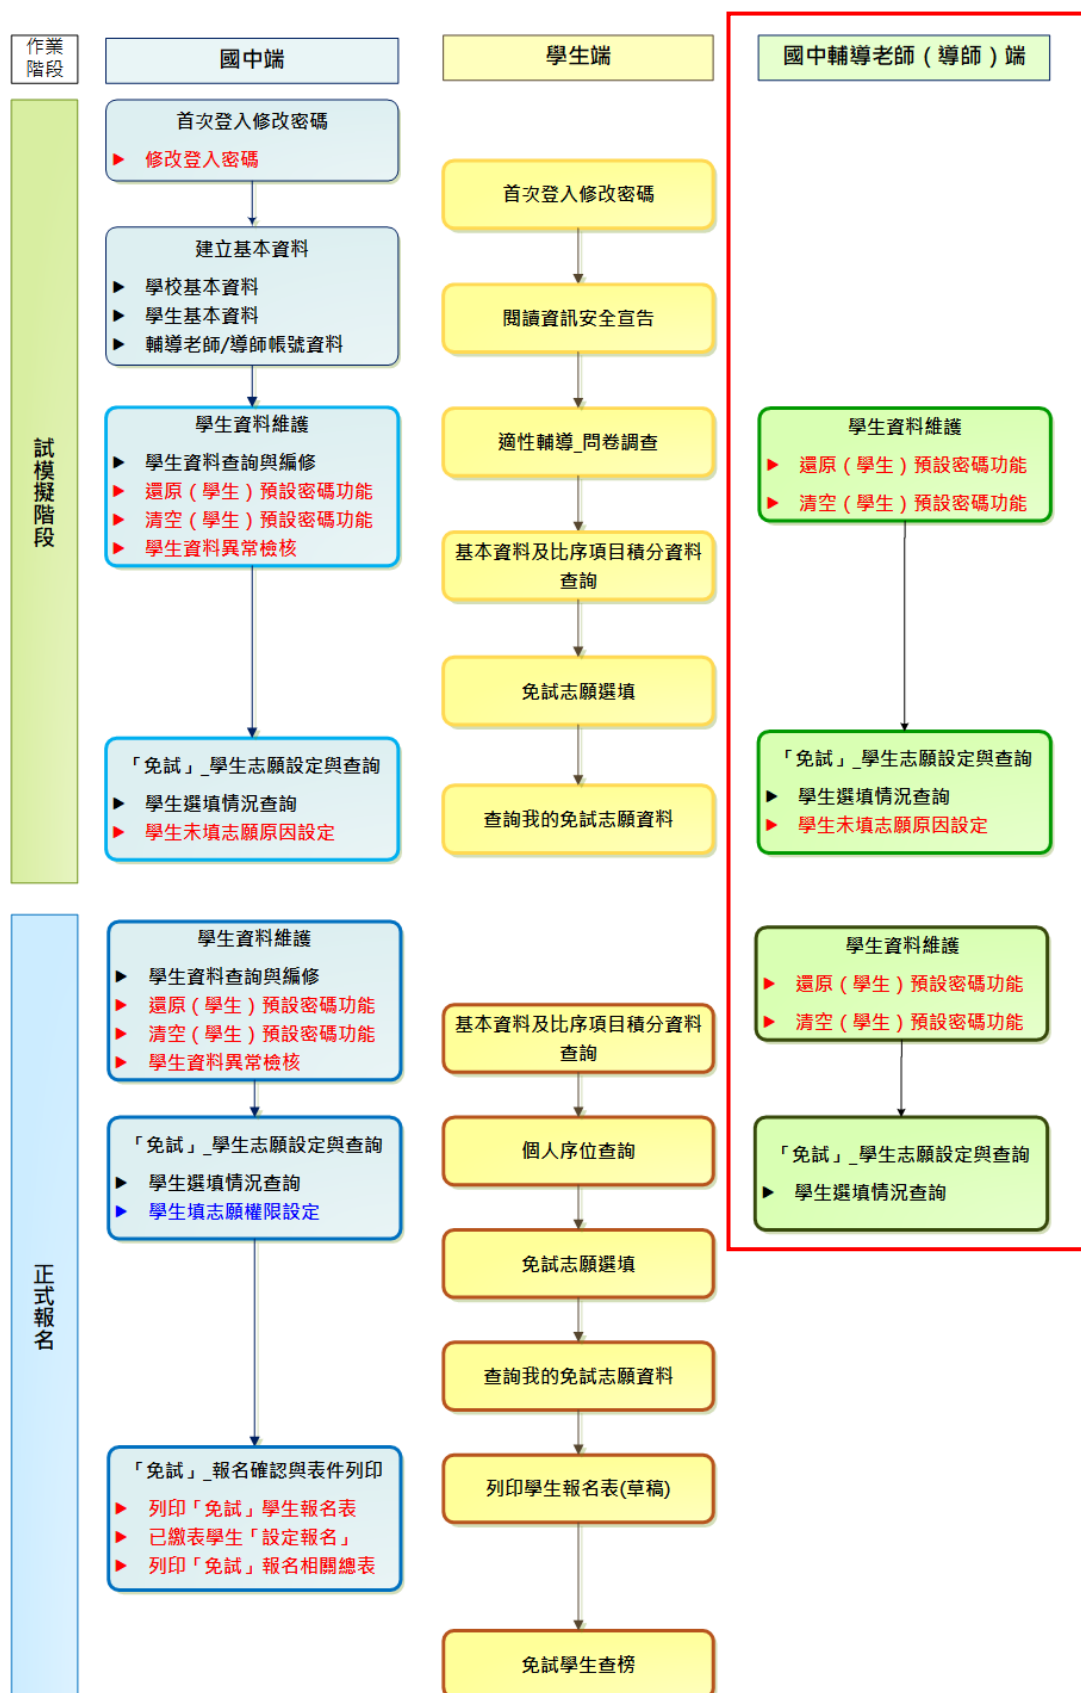 作業
階段
國中端
學生端
國中輔導老師（導師）端
試模擬階段
首次登入修改密碼
▶ 修改登入密碼
建立基本資料
▶ 學校基本資料
▶ 學生基本資料
▶ 輔導老師/導師帳號資料
學生資料維護
▶ 學生資料查詢與編修
▶ 還原（學生）預設密碼功能
▶ 清空（學生）預設密碼功能
▶ 學生資料異常檢核
「免試」_學生志願設定與查詢
▶ 學生選填情況查詢
▶ 學生未填志願原因設定
首次登入修改密碼
閱讀資訊安全宣告
適性輔導_問卷調查
基本資料及比序項目積分資料
查詢
免試志願選填
查詢我的免試志願資料
學生資料維護
▶ 還原（學生）預設密碼功能
▶ 清空（學生）預設密碼功能
「免試」_學生志願設定與查詢
▶ 學生選填情況查詢
▶ 學生未填志願原因設定
正式報名
學生資料維護
▶ 學生資料查詢與編修
▶ 還原（學生）預設密碼功能
▶ 清空（學生）預設密碼功能
▶ 學生資料異常檢核
「免試」_學生志願設定與查詢
▶ 學生選填情況查詢
▶ 學生填志願權限設定
「免試」_報名確認與表件列印
▶ 列印「免試」學生報名表
▶ 已繳表學生「設定報名」
▶ 列印「免試」報名相關總表
基本資料及比序項目積分資料
查詢
個人序位查詢
免試志願選填
查詢我的免試志願資料
列印學生報名表(草稿)
免試學生查榜
學生資料維護
▶ 還原（學生）預設密碼功能
▶ 清空（學生）預設密碼功能
「免試」_學生志願設定與查詢
▶ 學生選填情況查詢